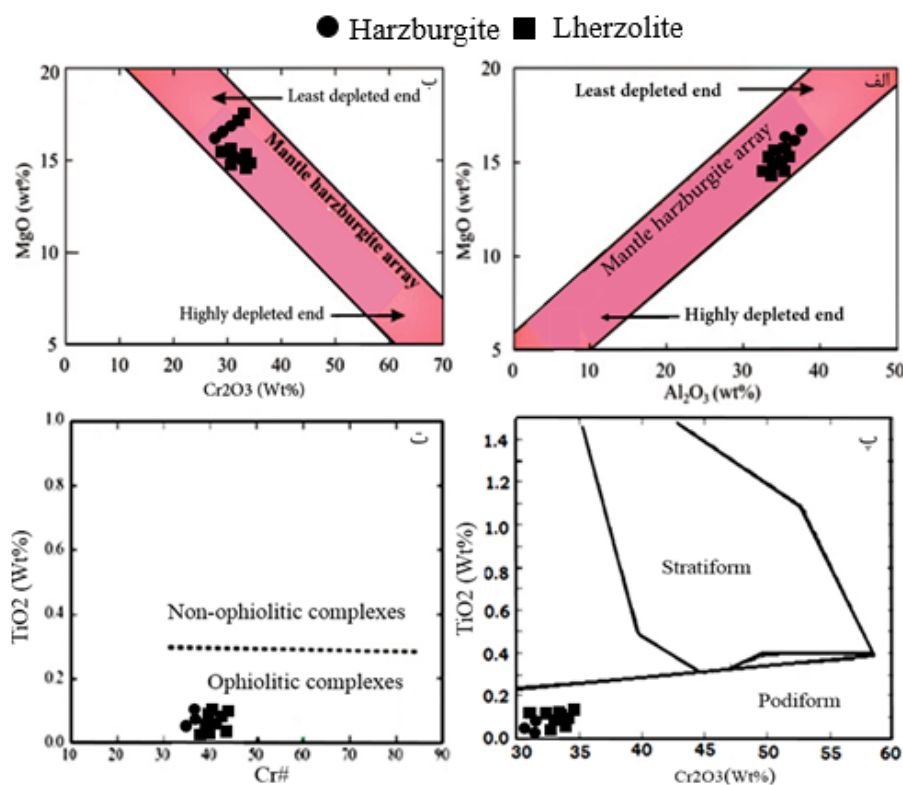 Harzburgite Lherzolite
20
15
10
5
MgO (wt%)
ب
Least depleted end
Mantle harzburgite array
Highly depleted end
0 10 20 30 40 50 60 70
Cr2O3 (Wt%)
20
15
10
5
MgO (wt%)
الف
Least depleted end
Mantle harzburgite array
Highly depleted end
0 10 20 30 40 50
Al₂O₃ (wt%)
1.0
0.8
0.6
0.4
0.2
0.0
TiO2 (Wt%)
ت
Non-ophiolitic complexes
Ophiolitic complexes
10 20 30 40 50 60 70 80 90
Cr#
1.4
1.2
1.0
0.8
0.6
0.4
0.2
0.0
TiO2 (Wt%)
پ
Stratiform
Podiform
30 35 40 45 50 55 60
Cr2O3(Wt%)